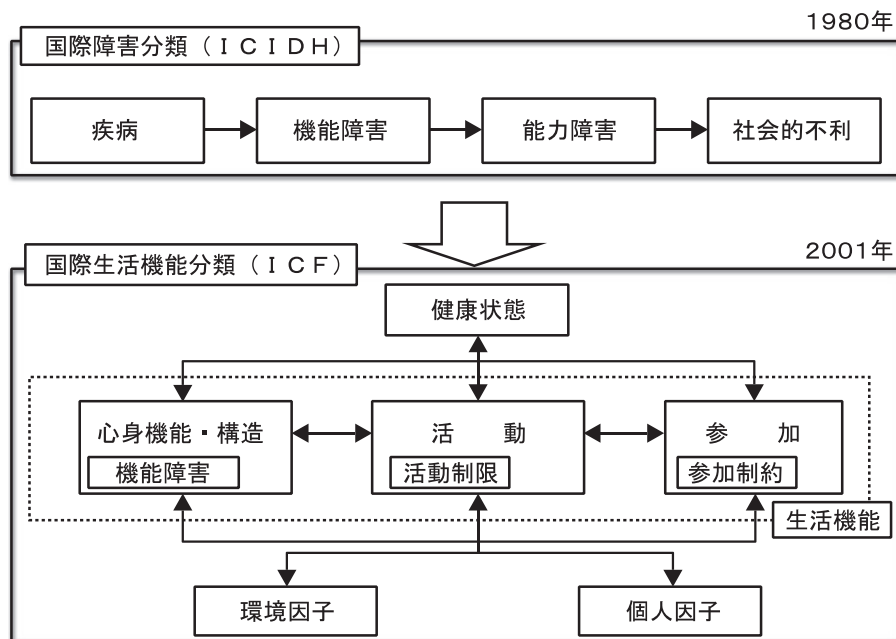 1980年
国際障害分類（ＩＣＩＤＨ）
疾病
機能障害
能力障害
社会的不利
2001年
国際生活機能分類（ＩＣＦ）
健康状態
心身機能・構造
機能障害
活　動
活動制限
参　加
参加制約
生活機能
環境因子
個人因子